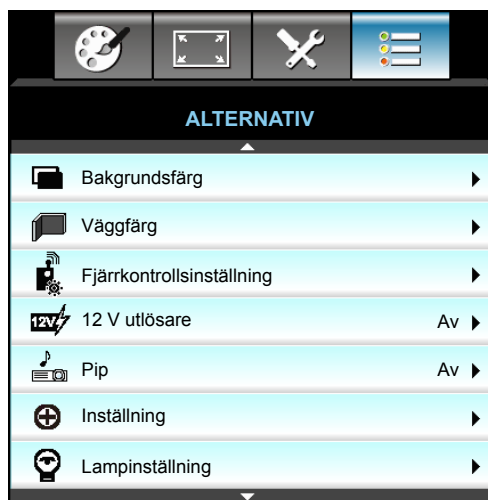 ALTERNATIV
Bakgrundsfärg
Väggfärg
Fjärrkontrollsinställning
12V
12 V utlösare Av
Pip Av
Inställning
Lampinställning